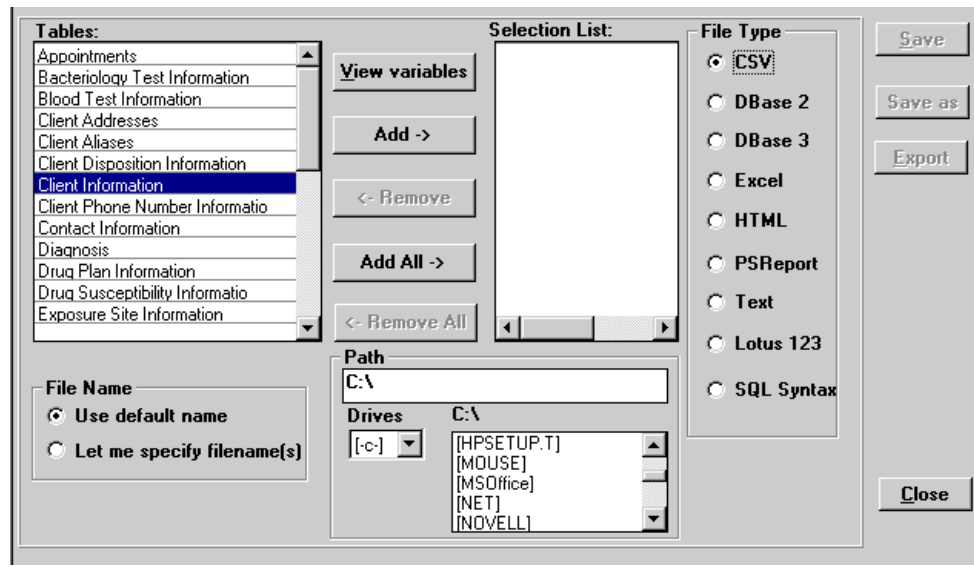 Tables:
Appointments
Bacteriology Test Information
Blood Test Information
Client Addresses
Client Aliases
Client Disposition Information
Client Information
Client Phone Number Informatio
Contact Information
Diagnosis
Drug Plan Information
Drug Susceptibility Informatio
Exposure Site Information
View variables
Add ->
<- Remove
Add All ->
<- Remove All
Selection List:
File Type
CSV
DBase 2
DBase 3
Excel
HTML
PSReport
Text
Lotus 123
SQL Syntax
Save
Save as
Export
File Name
Use default name
Let me specify filename(s)
Path
C:\
Drives
[-c-]
C:\
[HPSETUP.T]
[MOUSE]
[MSOffice]
[NET]
[NOVELL]
Close